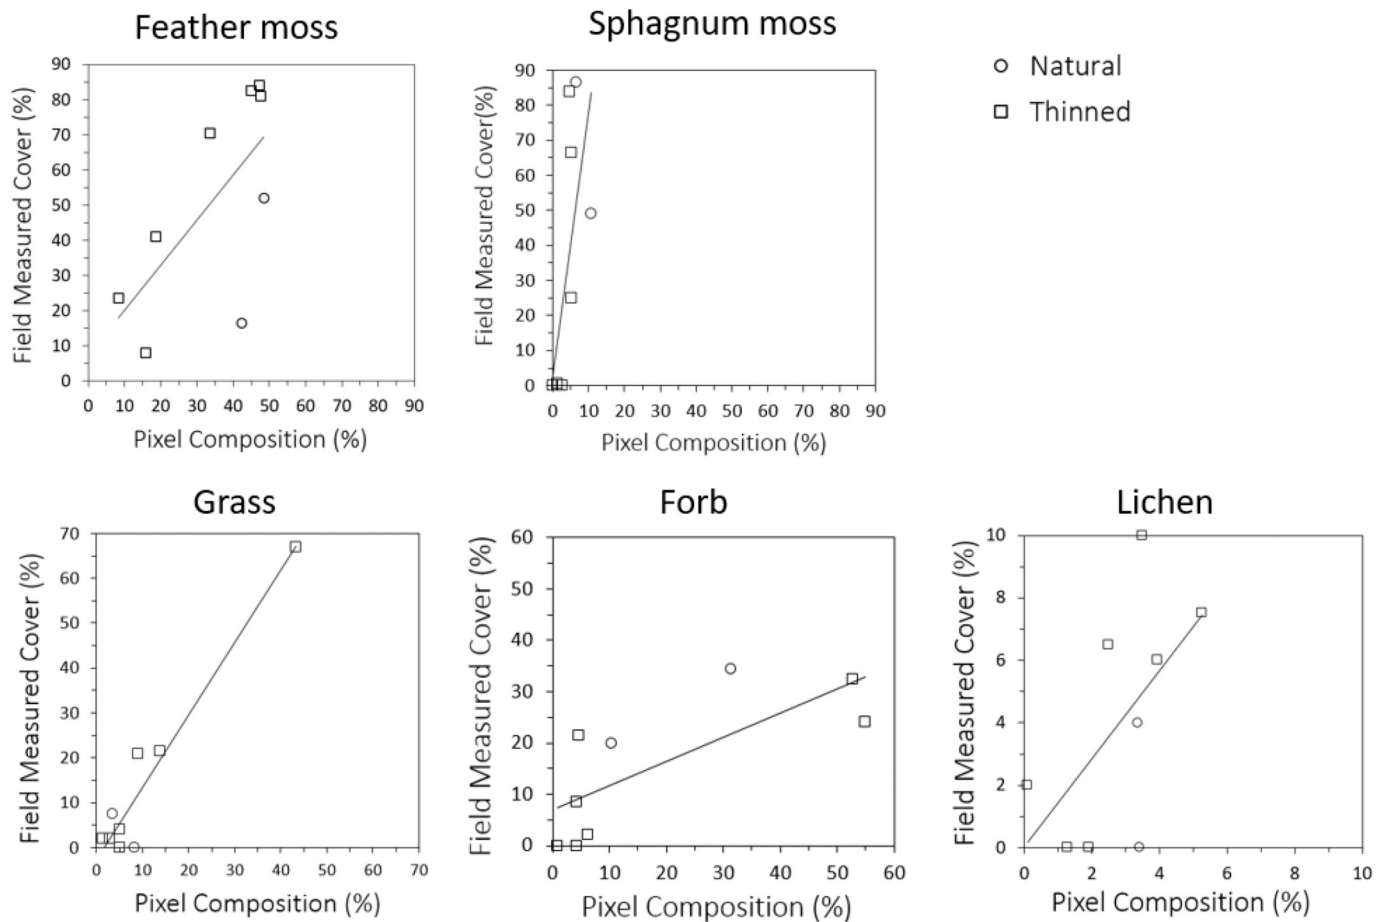 Feather moss
Sphagnum moss
Natural
Thinned
Field Measured Cover (%)
90
80
70
60
50
40
30
20
10
0
0 10 20 30 40 50 60 70 80 90
Pixel Composition (%)
Field Measured Cover(%)
90
80
70
60
50
40
30
20
10
0
0 10 20 30 40 50 60 70 80 90
Pixel Composition (%)
Grass
Forb
Lichen
Field Measured Cover (%)
70
60
50
40
30
20
10
0
0 10 20 30 40 50 60 70
Pixel Composition (%)
Field Measured Cover (%)
60
50
40
30
20
10
0
0 10 20 30 40 50 60
Pixel Composition (%)
Field Measured Cover (%)
10
8
6
4
2
0
0 2 4 6 8 10
Pixel Composition (%)